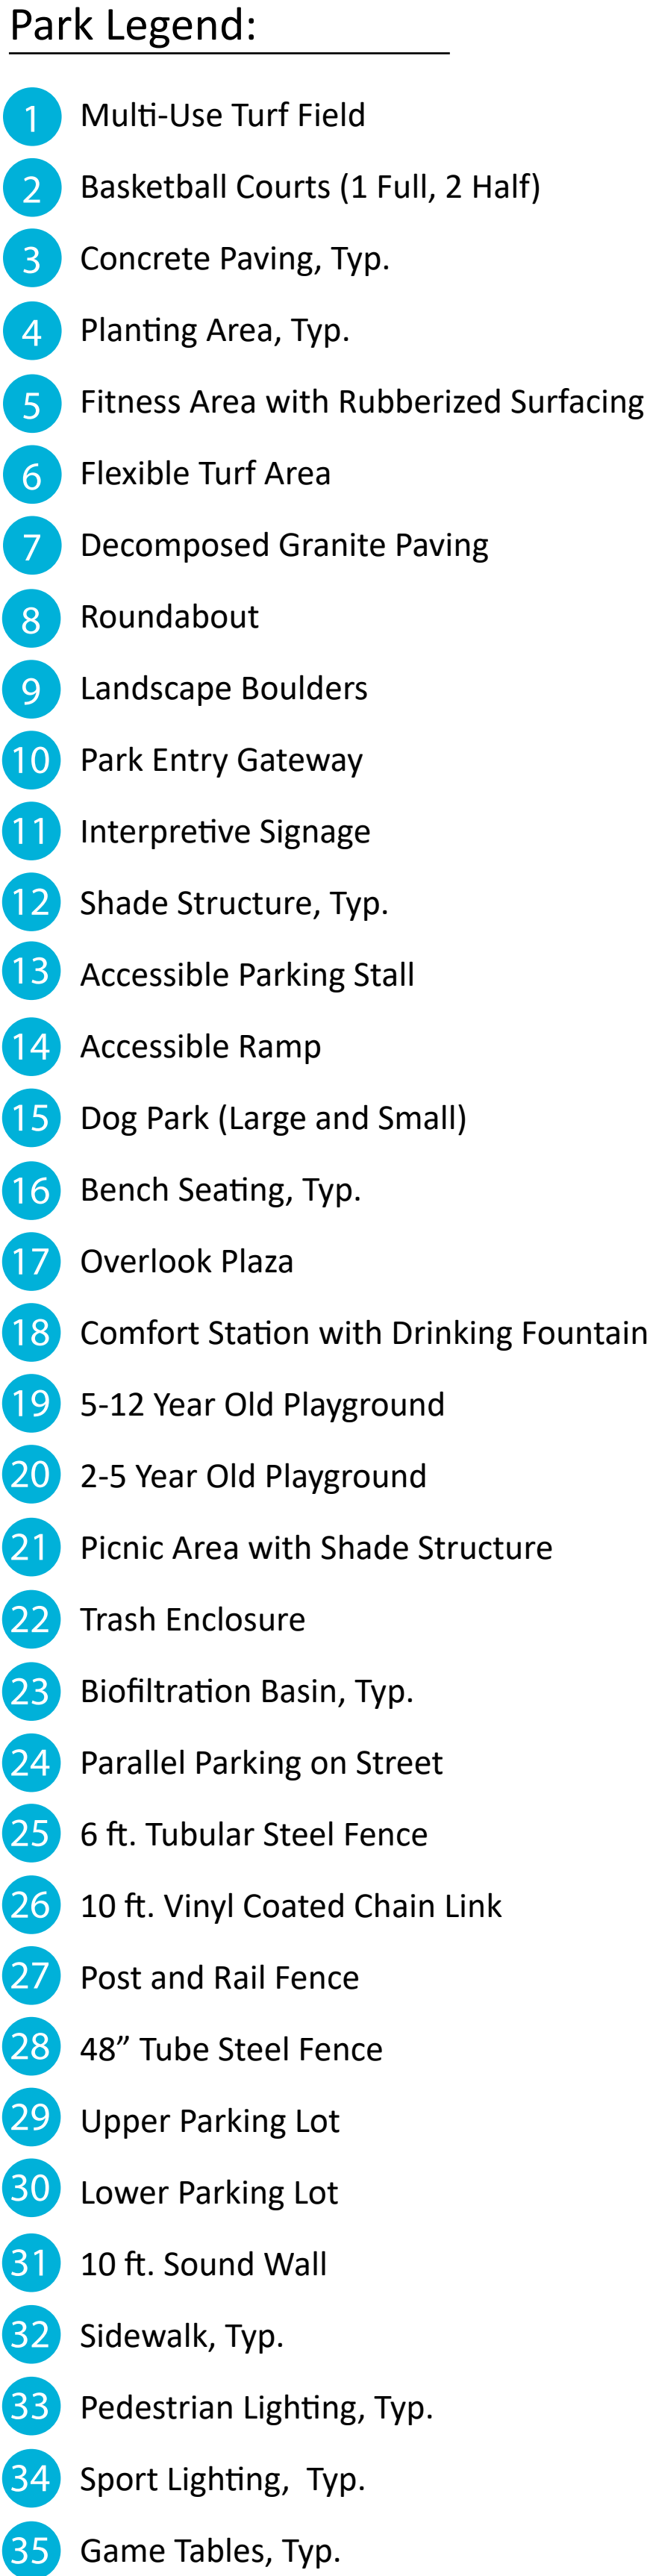 Park Legend:
1 Multi-Use Turf Field
2 Basketball Courts (1 Full, 2 Half)
3 Concrete Paving, Typ.
4 Planting Area, Typ.
5 Fitness Area with Rubberized Surfacing
6 Flexible Turf Area
7 Decomposed Granite Paving
8 Roundabout
9 Landscape Boulders
10 Park Entry Gateway
11 Interpretive Signage
12 Shade Structure, Typ.
13 Accessible Parking Stall
14 Accessible Ramp
15 Dog Park (Large and Small)
16 Bench Seating, Typ.
17 Overlook Plaza
18 Comfort Station with Drinking Fountain
19 5-12 Year Old Playground
20 2-5 Year Old Playground
21 Picnic Area with Shade Structure
22 Trash Enclosure
23 Biofiltration Basin, Typ.
24 Parallel Parking on Street
25 6 ft. Tubular Steel Fence
26 10 ft. Vinyl Coated Chain Link
27 Post and Rail Fence
28 48” Tube Steel Fence
29 Upper Parking Lot
30 Lower Parking Lot
31 10 ft. Sound Wall
32 Sidewalk, Typ.
33 Pedestrian Lighting, Typ.
34 Sport Lighting, Typ.
35 Game Tables, Typ.